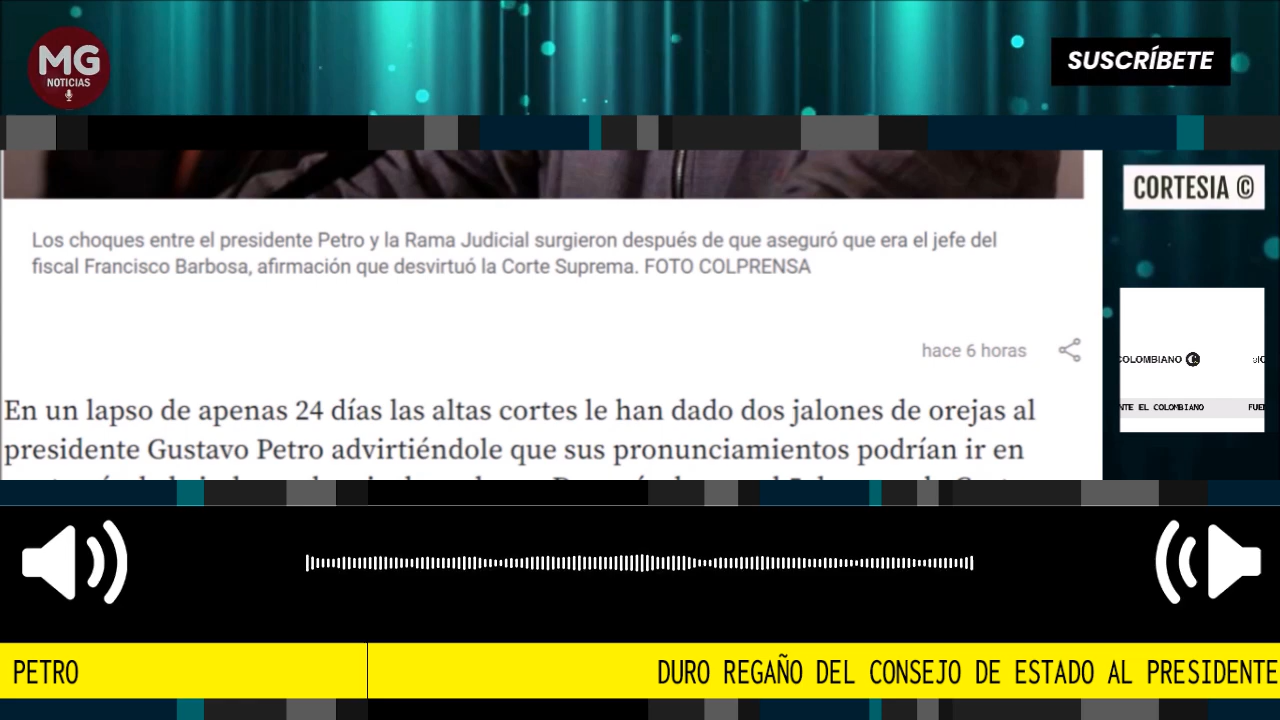 MG
NOTICIAS
SUSCRÍBETE
CORTESIA ©
Los choques entre el presidente Petro y la Rama Judicial surgieron después de que aseguró que era el jefe del
fiscal Francisco Barbosa, afirmación que desvirtuó la Corte Suprema. FOTO COLPRENSA
hace 6 horas
COLOMBIANO
NTE EL COLOMBIANO
En un lapso de apenas 24 días las altas cortes le han dado dos jalones de orejas al
presidente Gustavo Petro advirtiéndole que sus pronunciamientos podrían ir en
PETRO
DURO REGAÑO DEL CONSEJO DE ESTADO AL PRESIDENTE